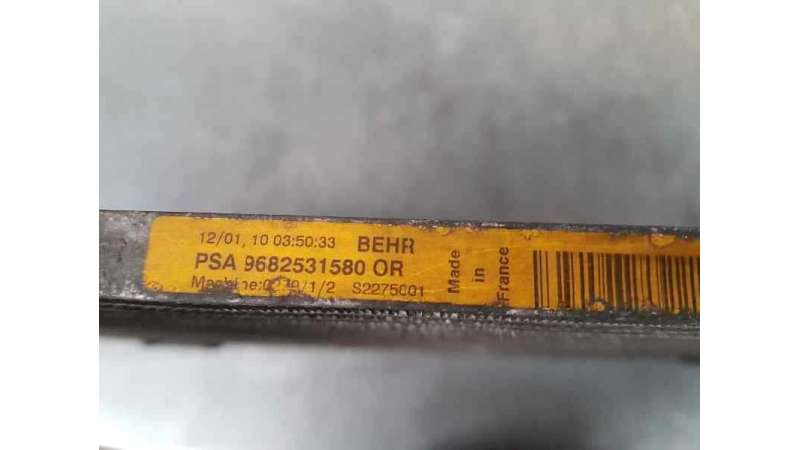 12/01, 10 03:50:33 BEHR
PSA 9682531580 OR
S2275001
Made
in
France